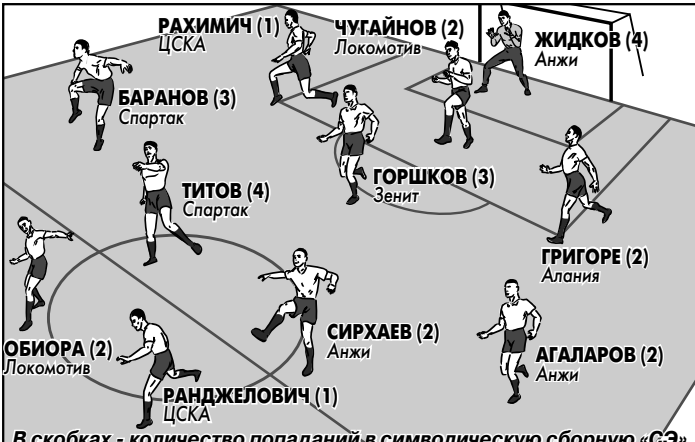 РАХИМИЧ (1)
ЦСКА
ЧУГАЙНОВ (2)
Локомотив
ЖИДКОВ (4)
Анжи
БАРАНОВ (3)
Спартак
ГОРШКОВ (3)
Зенит
ТИТОВ (4)
Спартак
ГРИГОРЕ (2)
Алания
СИРХАЕВ (2)
Анжи
ОБИОРА (2)
Локомотив
АГАЛАРОВ (2)
Анжи
РАНДЖЕЛОВИЧ (1)
ЦСКА
В скобках - количество попаданий в символическую сборную «СЭ»